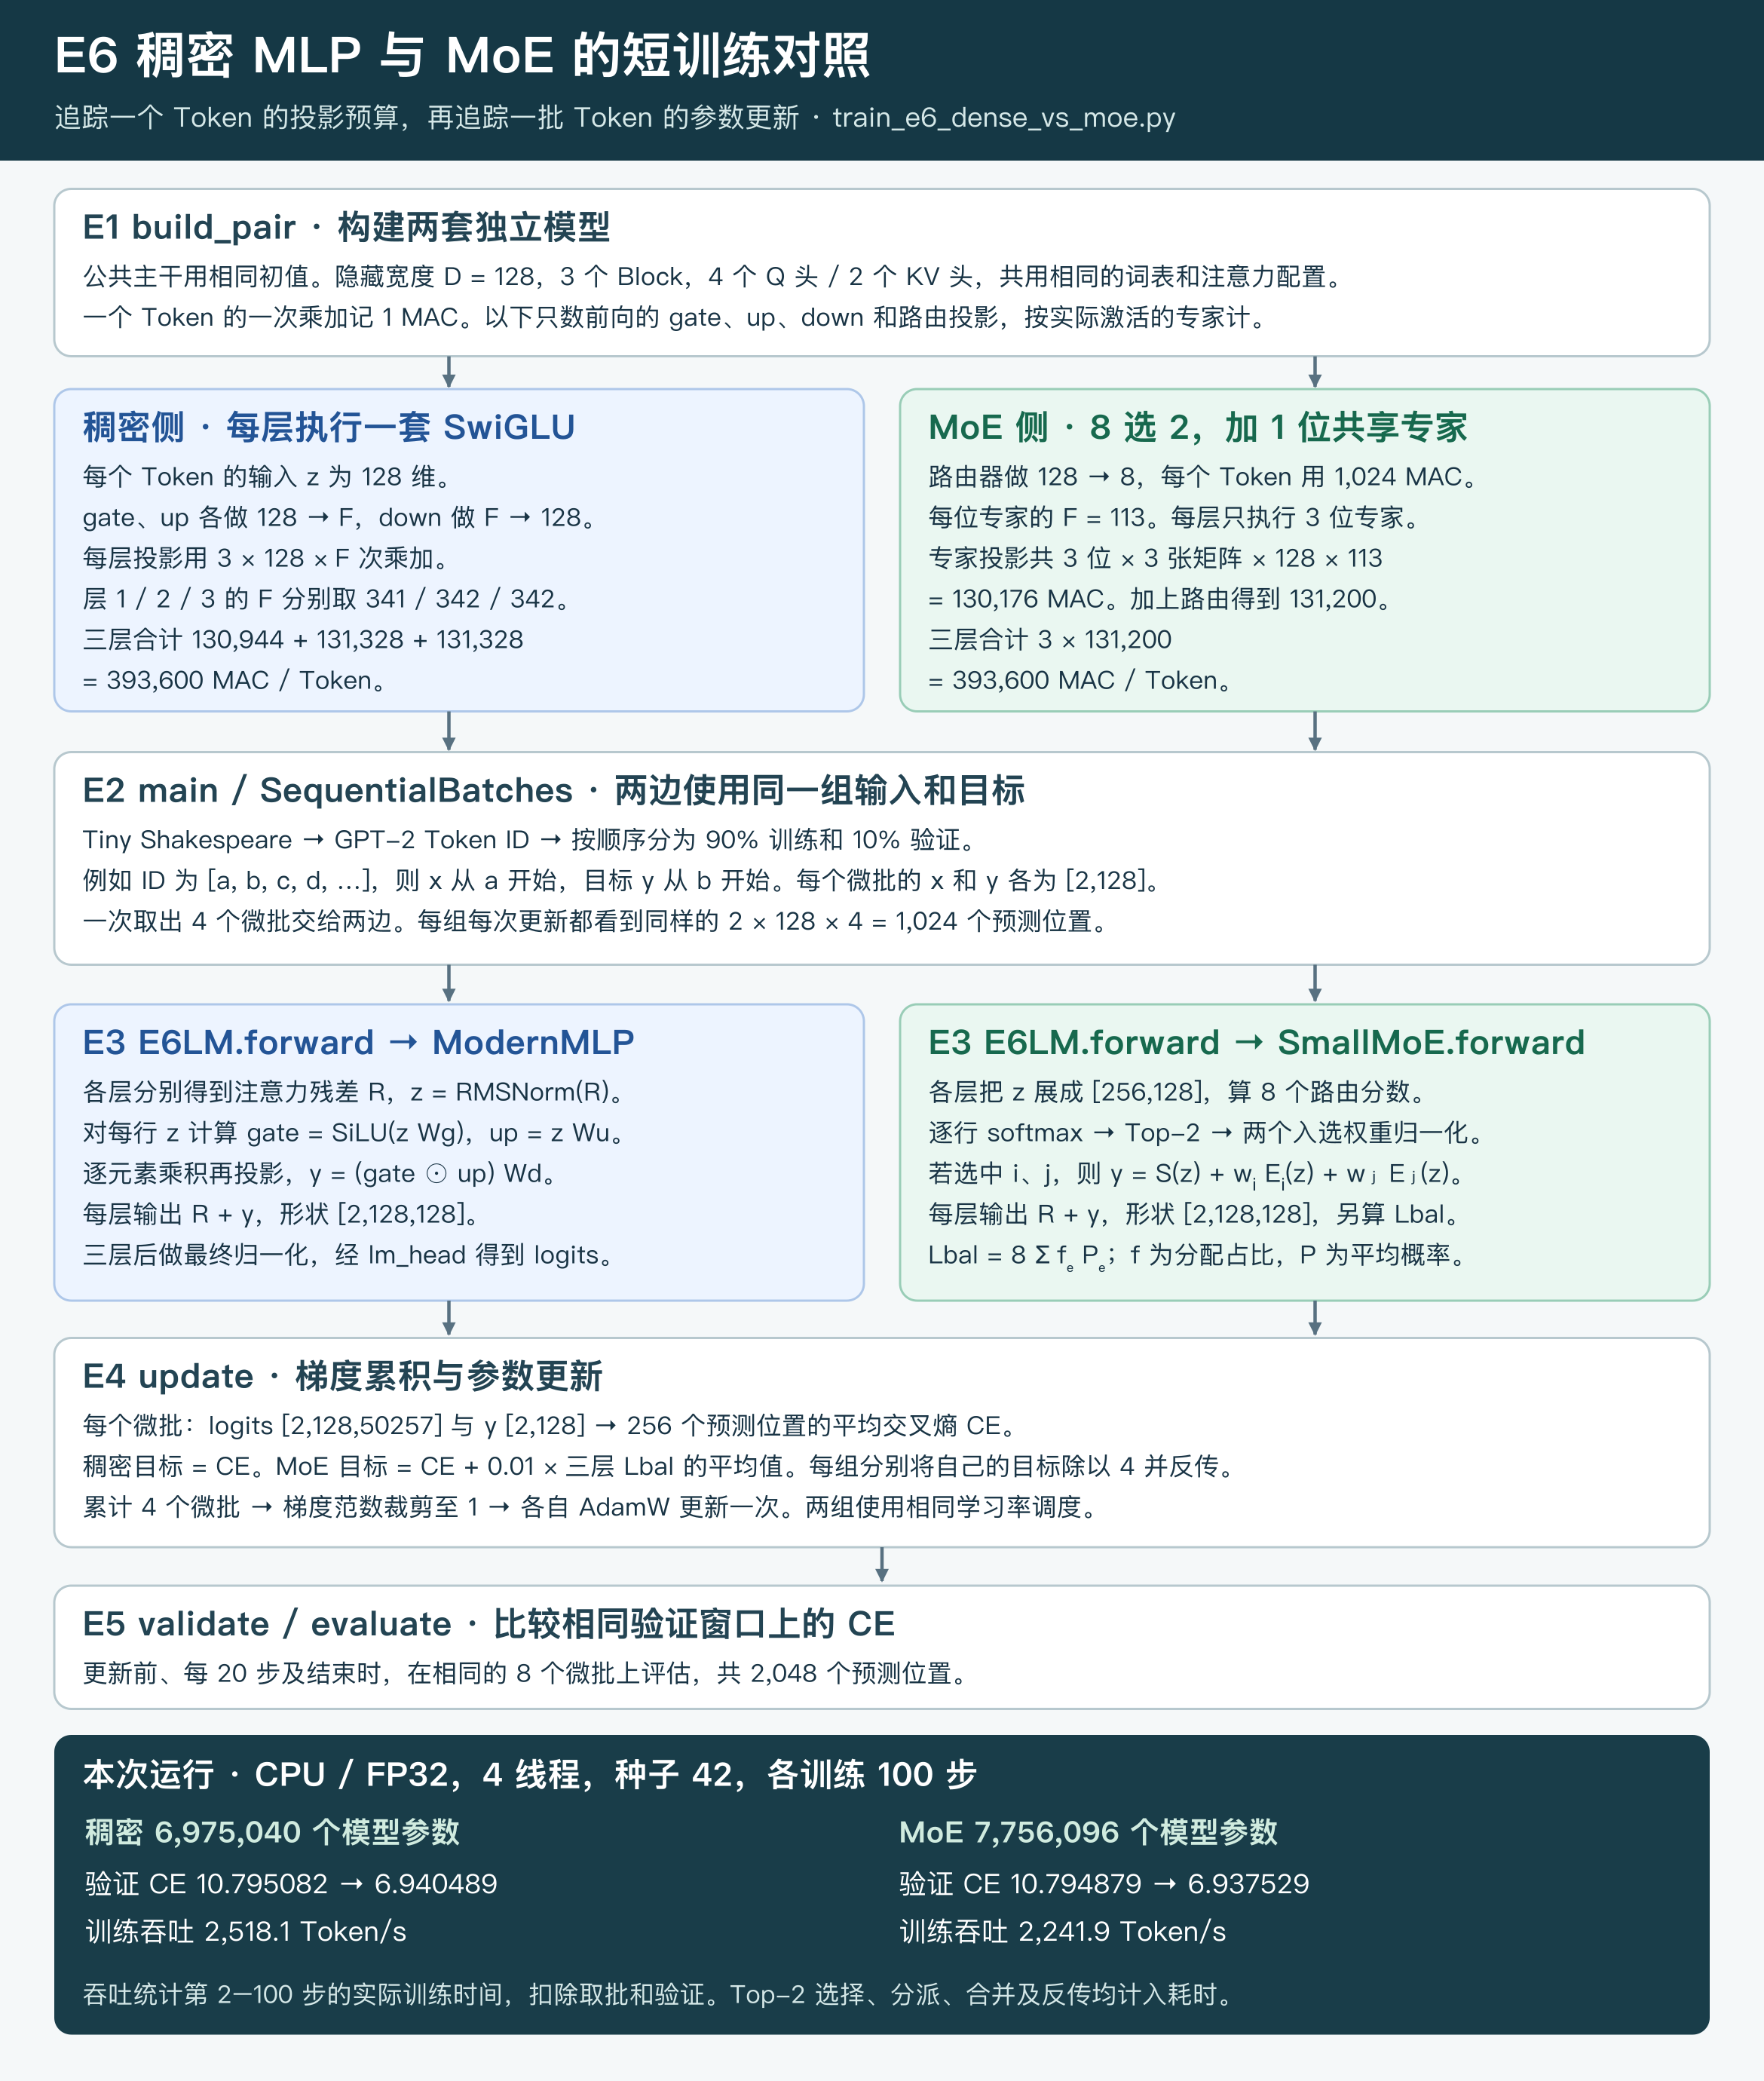 E6 稠密 MLP 与 MoE 的短训练对照
追踪一个 Token 的投影预算，再追踪一批 Token 的参数更新 · train_e6_dense_vs_moe.py
E1 build_pair · 构建两套独立模型
公共主干用相同初值。隐藏宽度 D = 128，3 个 Block，4 个 Q 头 / 2 个 KV 头，共用相同的词表和注意力配置。
一个 Token 的一次乘加记 1 MAC。以下只数前向的 gate、up、down 和路由投影，按实际激活的专家计。
稠密侧 · 每层执行一套 SwiGLU
每个 Token 的输入 z 为 128 维。
gate、up 各做 128 → F，down 做 F → 128。
每层投影用 3 × 128 × F 次乘加。
层 1 / 2 / 3 的 F 分别取 341 / 342 / 342。
三层合计 130,944 + 131,328 + 131,328
= 393,600 MAC / Token。
MoE 侧 · 8 选 2，加 1 位共享专家
路由器做 128 → 8，每个 Token 用 1,024 MAC。
每位专家的 F = 113。每层只执行 3 位专家。
专家投影共 3 位 × 3 张矩阵 × 128 × 113
= 130,176 MAC。加上路由得到 131,200。
三层合计 3 × 131,200
= 393,600 MAC / Token。
E2 main / SequentialBatches · 两边使用同一组输入和目标
Tiny Shakespeare → GPT-2 Token ID → 按顺序分为 90% 训练和 10% 验证。
例如 ID 为 [a, b, c, d, …]，则 x 从 a 开始，目标 y 从 b 开始。每个微批的 x 和 y 各为 [2,128]。
一次取出 4 个微批交给两边。每组每次更新都看到同样的 2 × 128 × 4 = 1,024 个预测位置。
E3 E6LM.forward → ModernMLP
各层分别得到注意力残差 R，z = RMSNorm(R)。
对每行 z 计算 gate = SiLU(z Wg)，up = z Wu。
逐元素乘积再投影，y = (gate ⊙ up) Wd。
每层输出 R + y，形状 [2,128,128]。
三层后做最终归一化，经 lm_head 得到 logits。
E3 E6LM.forward → SmallMoE.forward
各层把 z 展成 [256,128]，算 8 个路由分数。
逐行 softmax → Top-2 → 两个入选权重归一化。
若选中 i、j，则 y = S(z) + wᵢ Eᵢ(z) + wⱼ Eⱼ(z)。
每层输出 R + y，形状 [2,128,128]，另算 Lbal。
Lbal = 8 Σ fₑ Pₑ；f 为分配占比，P 为平均概率。
E4 update · 梯度累积与参数更新
每个微批：logits [2,128,50257] 与 y [2,128] → 256 个预测位置的平均交叉熵 CE。
稠密目标 = CE。MoE 目标 = CE + 0.01 × 三层 Lbal 的平均值。每组分别将自己的目标除以 4 并反传。
累计 4 个微批 → 梯度范数裁剪至 1 → 各自 AdamW 更新一次。两组使用相同学习率调度。
E5 validate / evaluate · 比较相同验证窗口上的 CE
更新前、每 20 步及结束时，在相同的 8 个微批上评估，共 2,048 个预测位置。
本次运行 · CPU / FP32，4 线程，种子 42，各训练 100 步
稠密 6,975,040 个模型参数
验证 CE 10.795082 → 6.940489
训练吞吐 2,518.1 Token/s
MoE 7,756,096 个模型参数
验证 CE 10.794879 → 6.937529
训练吞吐 2,241.9 Token/s
吞吐统计第 2—100 步的实际训练时间，扣除取批和验证。Top-2 选择、分派、合并及反传均计入耗时。